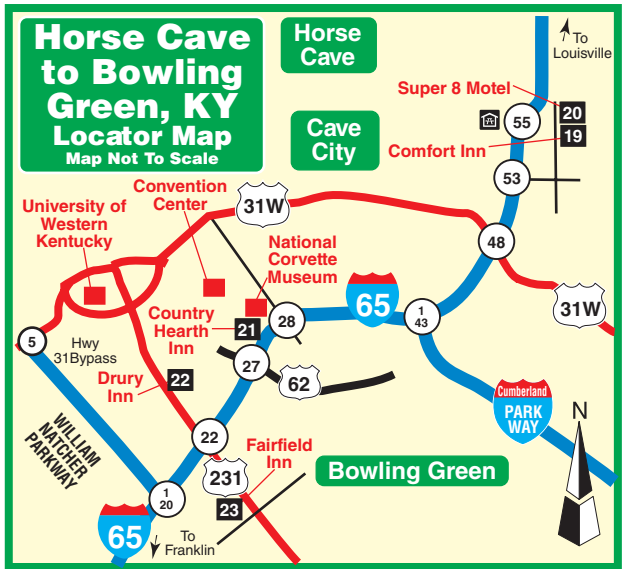 Horse Cave
to Bowling
Green, KY
Locator Map
Map Not To Scale
Horse
Cave
To
Louisville
Super 8 Motel
20
55
Cave
City
19
Comfort Inn
53
Convention
Center
31W
University of
Western
Kentucky
48
National
Corvette
Museum
65
31W
Country
Hearth
Inn
21
28
1
43
5
Hwy
31Bypass
27
62
Drury
Inn
22
Cumberland
PARK
WAY
N
WILLIAM
NATCHER
PARKWAY
22
Fairfield
Inn
231
Bowling Green
1
20
23
65
To
Franklin